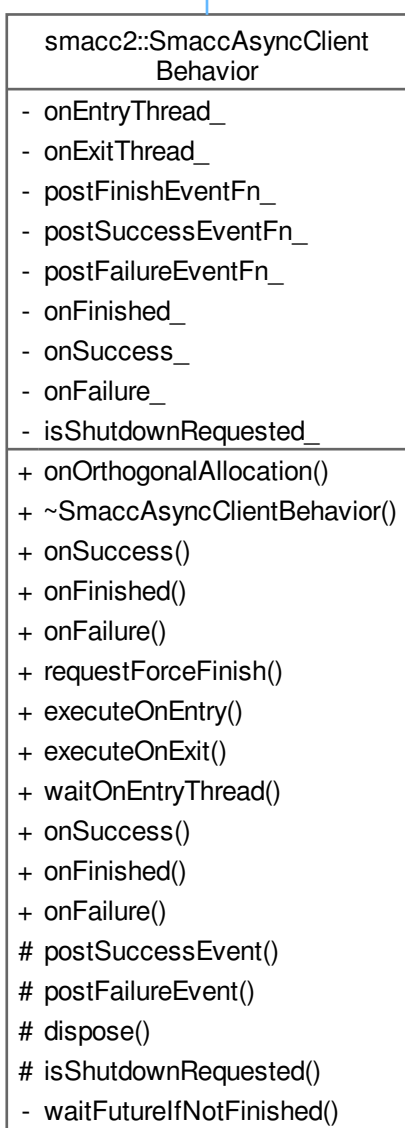 smacc2::SmaccAsyncClient
Behavior
- onEntryThread_
- onExitThread_
- postFinishEventFn_
- postSuccessEventFn_
- postFailureEventFn_
- onFinished_
- onSuccess_
- onFailure_
- isShutdownRequested_
+ onOrthogonalAllocation()
+ ~SmaccAsyncClientBehavior()
+ onSuccess()
+ onFinished()
+ onFailure()
+ requestForceFinish()
+ executeOnEntry()
+ executeOnExit()
+ waitOnEntryThread()
+ onSuccess()
+ onFinished()
+ onFailure()
# postSuccessEvent()
# postFailureEvent()
# dispose()
# isShutdownRequested()
- waitFutureIfNotFinished()